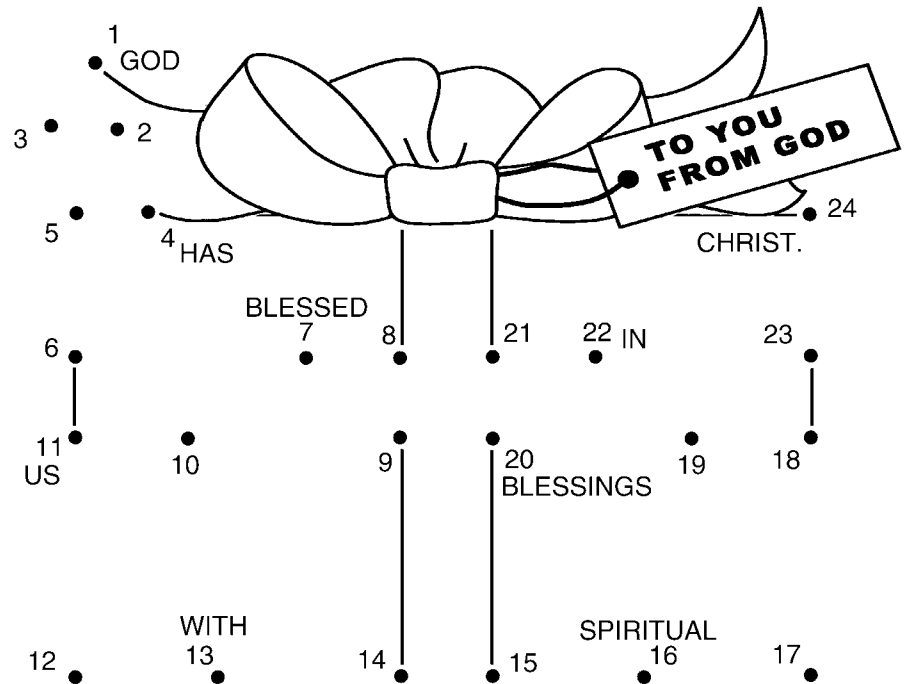 1
GOD
TO YOU
FROM GOD
3
2
5
4
HAS
24
CHRIST.
BLESSED
6
7
8
21
22
IN
23
11
US
10
9
20
BLESSINGS
19
18
WITH
SPIRITUAL
12
13
14
15
16
17